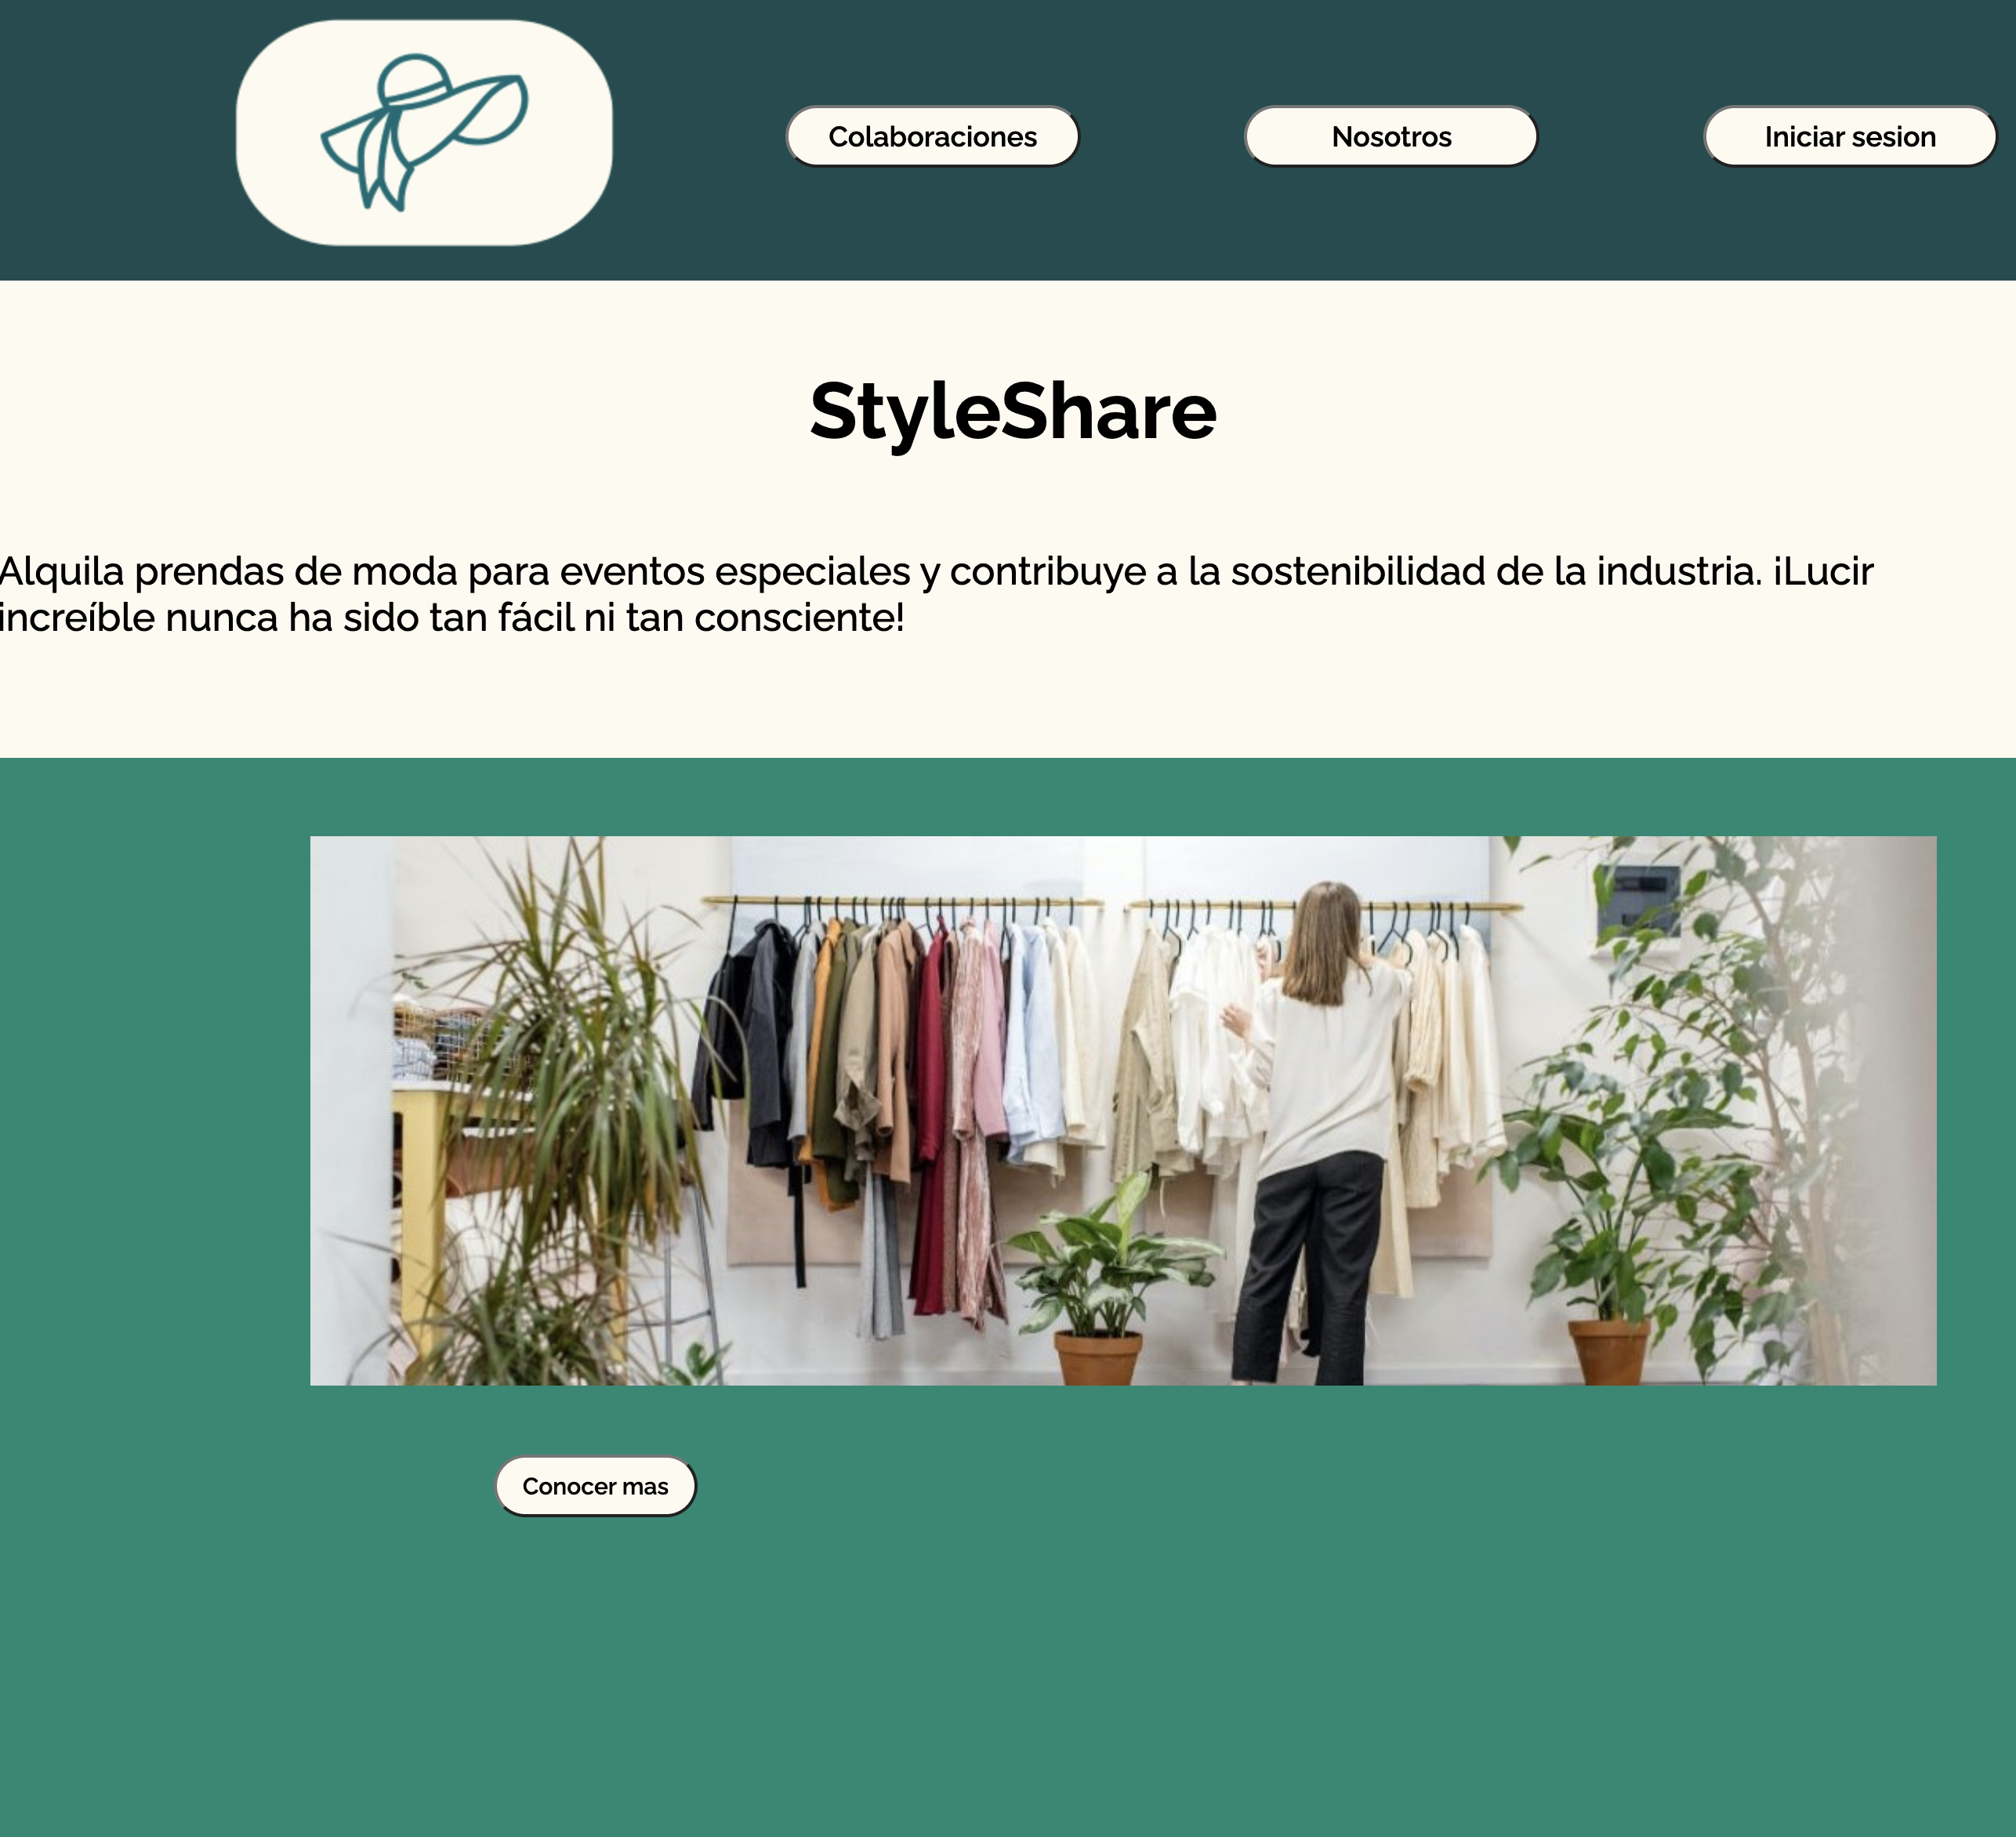 Colaboraciones
Nosotros
Iniciar sesion
StyleShare
Alquila prendas de moda para eventos especiales y contribuye a la sostenibilidad de la industria. ¡Lucir
increíble nunca ha sido tan fácil ni tan consciente!
Conocer mas